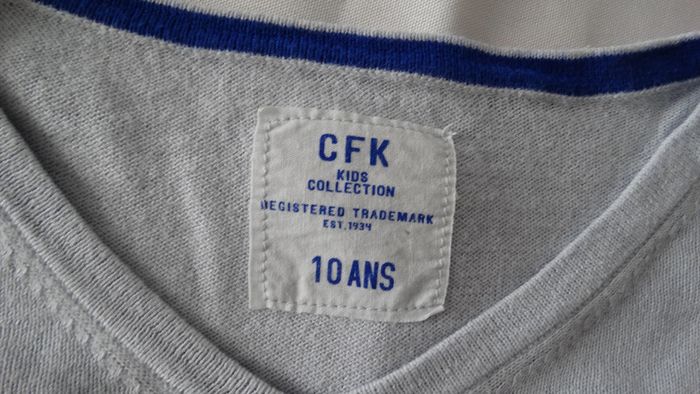 CFK
KIDS
COLLECTION
REGISTERED TRADEMARK
EST.1934
10 ANS